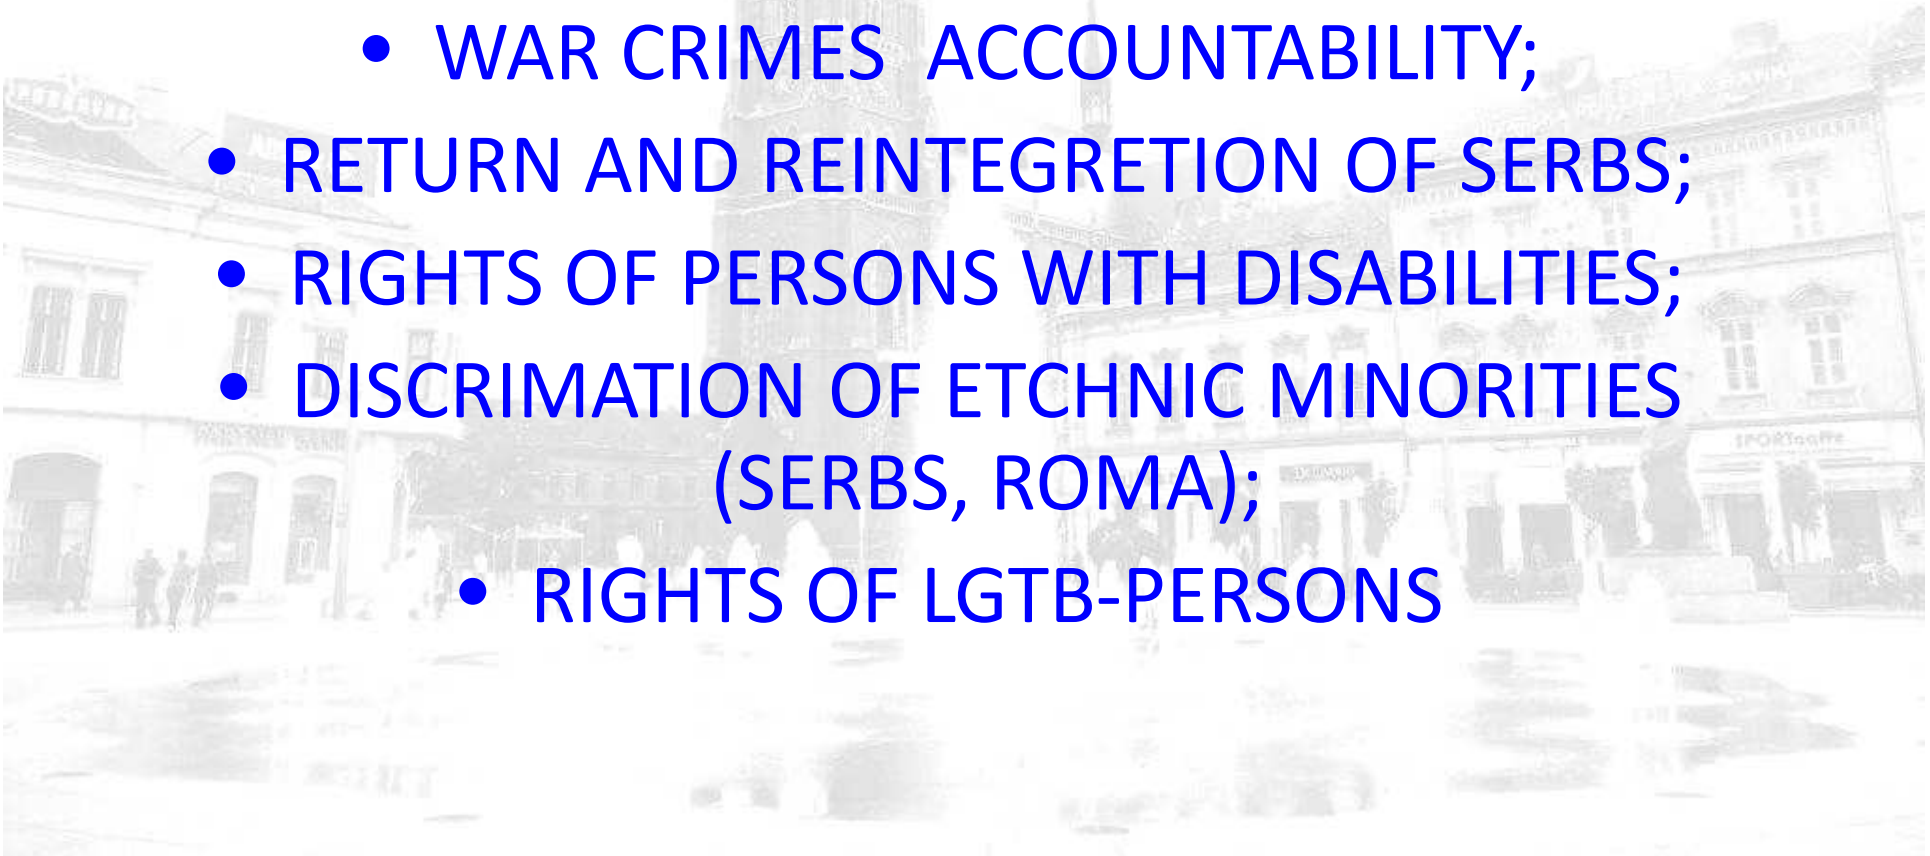 • WAR CRIMES  ACCOUNTABILITY;
• RETURN AND REINTEGRETION OF SERBS;
• RIGHTS OF PERSONS WITH DISABILITIES;
• DISCRIMATION OF ETCHNIC MINORITIES
(SERBS, ROMA);
• RIGHTS OF LGTB-PERSONS
SPORTcaffe